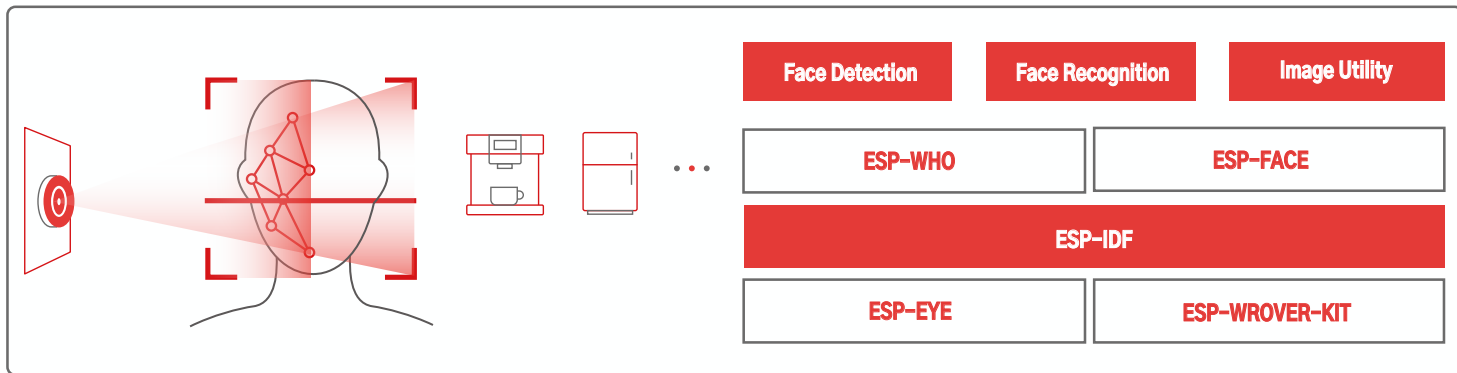 Face Detection
Face Recognition
Image Utility
ESP-WHO
ESP-FACE
ESP-IDF
ESP-EYE
ESP-WROVER-KIT